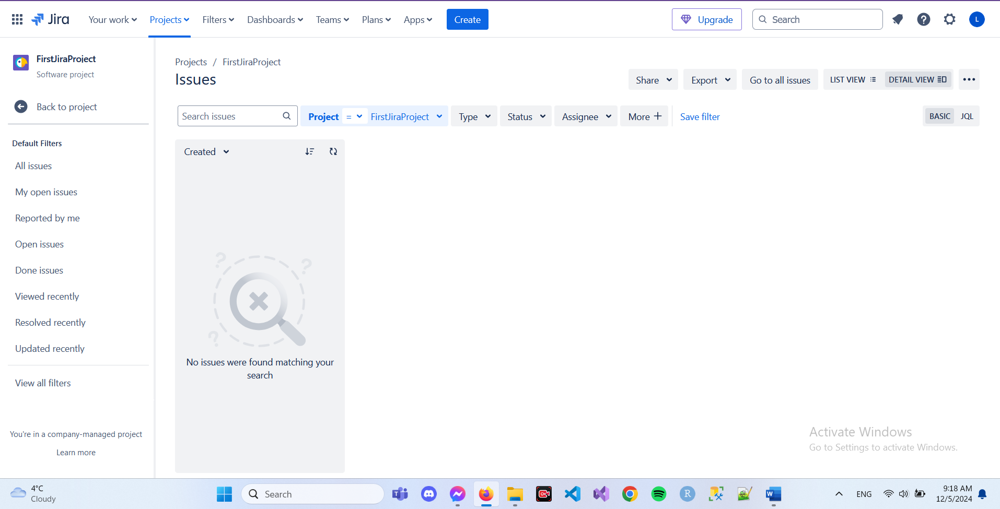 Jira Your work Projects Filters Dashboards Teams Plans Apps Create Upgrade Search L
FirstJiraProject
Software project
Back to project
Default Filters
All issues
My open issues
Reported by me
Open issues
Done issues
Viewed recently
Resolved recently
Updated recently
View all filters
You're in a company-managed project
Learn more
Projects / FirstJiraProject
Issues
Share Export Go to all issues LIST VIEW DETAIL VIEW
Search issues Project = FirstJiraProject Type Status Assignee More + Save filter BASIC JQL
Created
No issues were found matching your
search
Activate Windows
Go to Settings to activate Windows.
4°C
Cloudy
Search
R
W
ENG
9:18 AM
12/5/2024